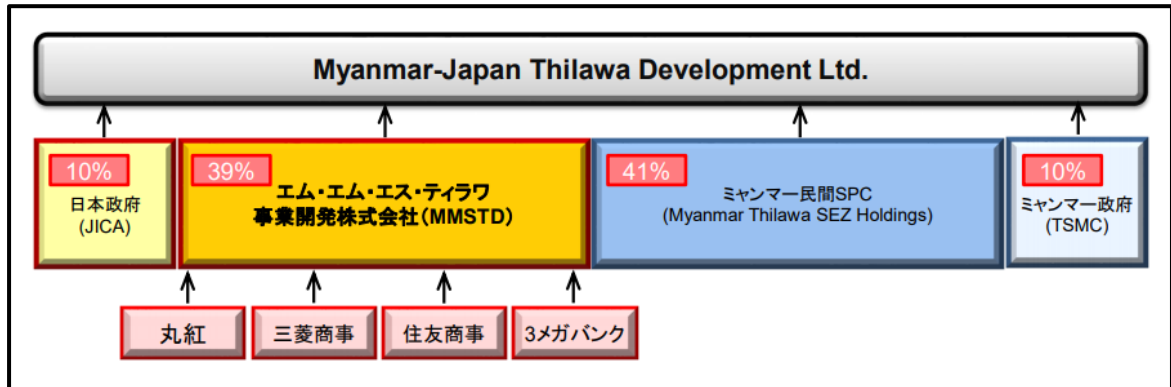 Myanmar-Japan Thilawa Development Ltd.
10%
日本政府
(JICA)
39%
エム・エム・エス・ティラワ
事業開発株式会社(MMSTD)
41%
ミャンマー民間SPC
(Myanmar Thilawa SEZ Holdings)
10%
ミャンマー政府
(TSMC)
丸紅
三菱商事
住友商事
3メガバンク